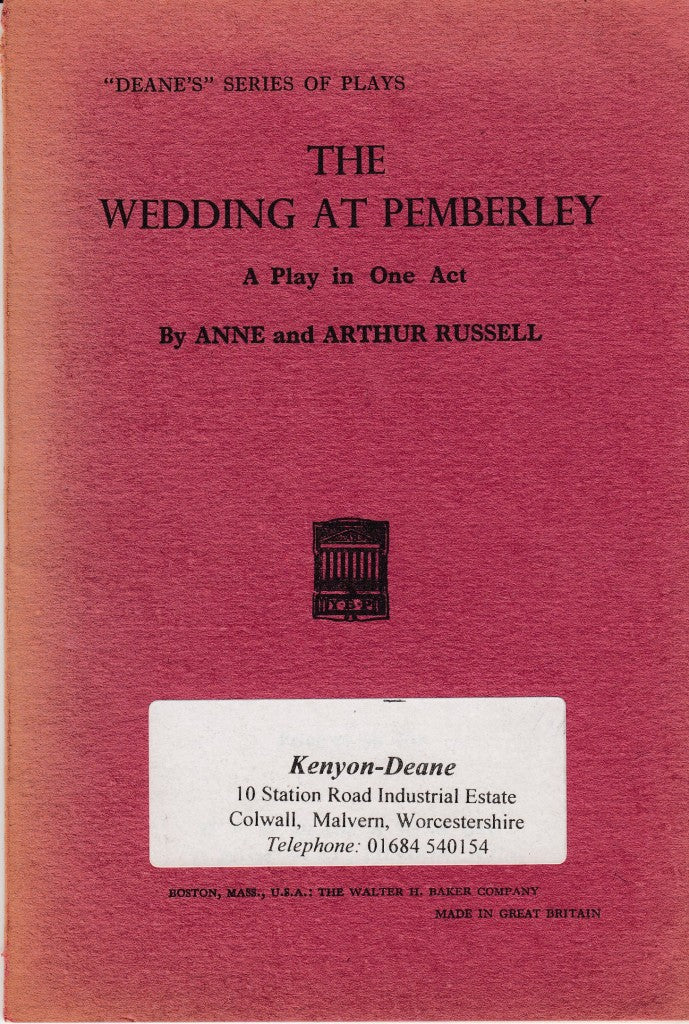 “DEANE’S” SERIES OF PLAYS
THE
WEDDING AT PEMBERLEY
A Play in One Act
By ANNE and ARTHUR RUSSELL
Kenyon-Deane
10 Station Road Industrial Estate
Colwall, Malvern, Worcestershire
Telephone: 01684 540154
BOSTON, MASS., U.S.A.: THE WALTER H. BAKER COMPANY
MADE IN GREAT BRITAIN